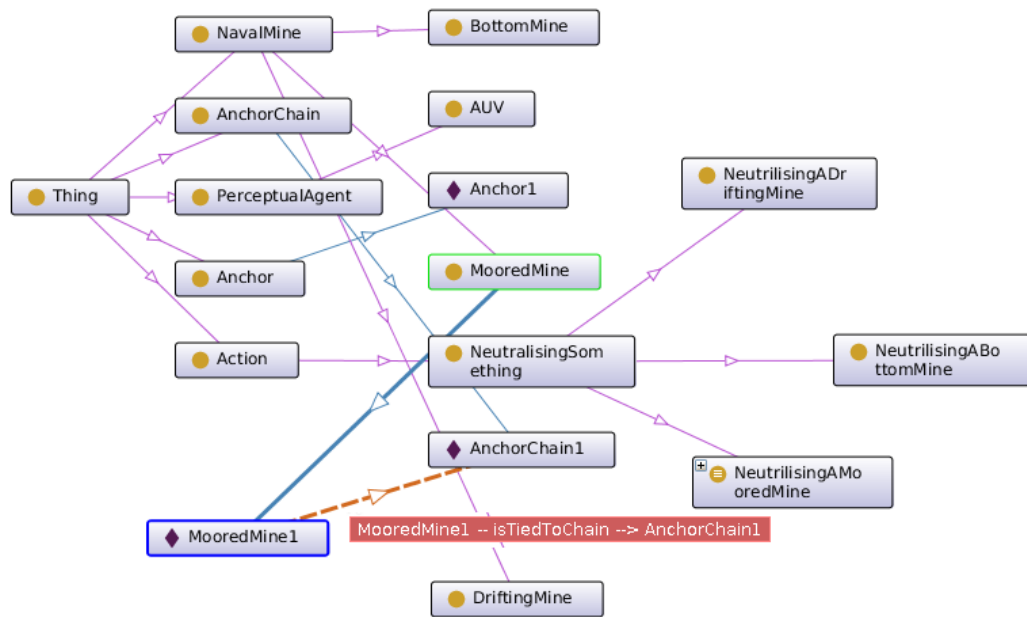 NavalMine
BottomMine
AnchorChain
AUV
Thing
PerceptualAgent
Anchor1
NeutrilisingADr
iftingMine
Anchor
MooredMine
Action
NeutralisingSom
ething
NeutrilisingABo
ttomMine
AnchorChain1
NeutrilisingAMo
oredMine
MooredMine1
MooredMine1 -- isTiedToChain --> AnchorChain1
DriftingMine